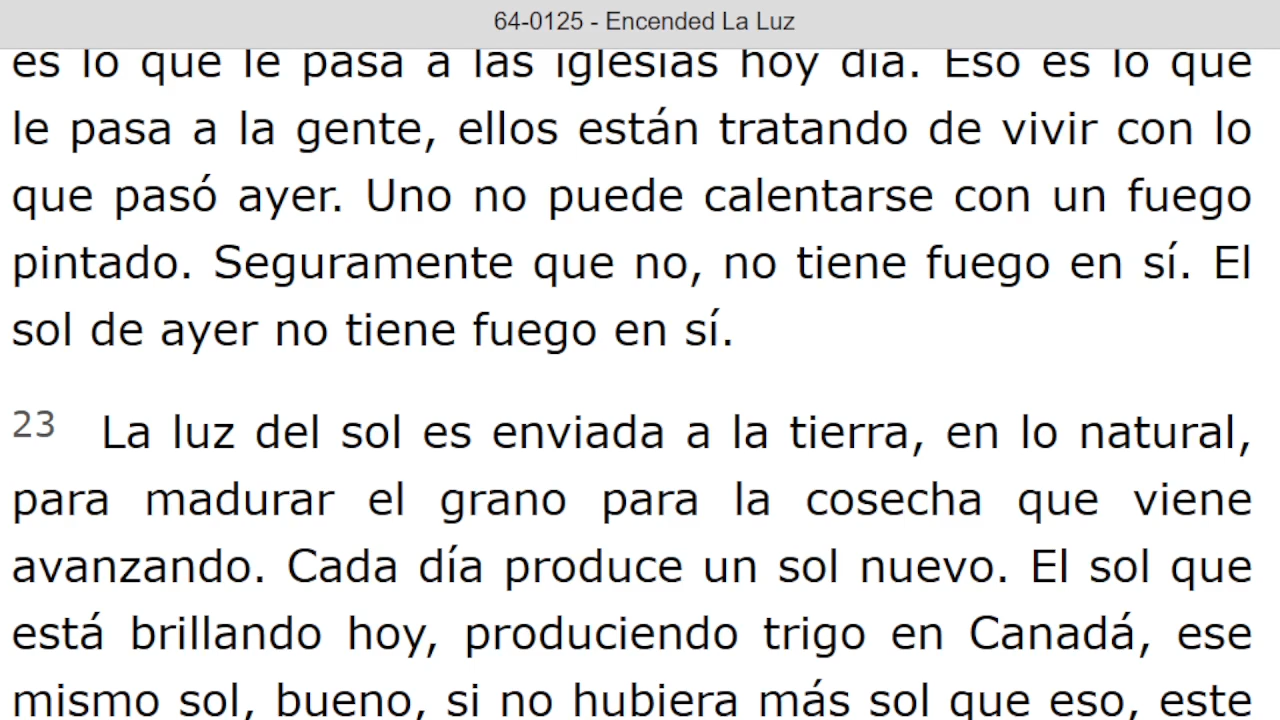 64-0125 - Encended La Luz
es lo que le pasa a las iglesias hoy día. Eso es lo que
le pasa a la gente, ellos están tratando de vivir con lo
que pasó ayer. Uno no puede calentarse con un fuego
pintado. Seguramente que no, no tiene fuego en sí. El
sol de ayer no tiene fuego en sí.
23 La luz del sol es enviada a la tierra, en lo natural,
para madurar el grano para la cosecha que viene
avanzando. Cada día produce un sol nuevo. El sol que
está brillando hoy, produciendo trigo en Canadá, ese
mismo sol, bueno, si no hubiera más sol que eso, este